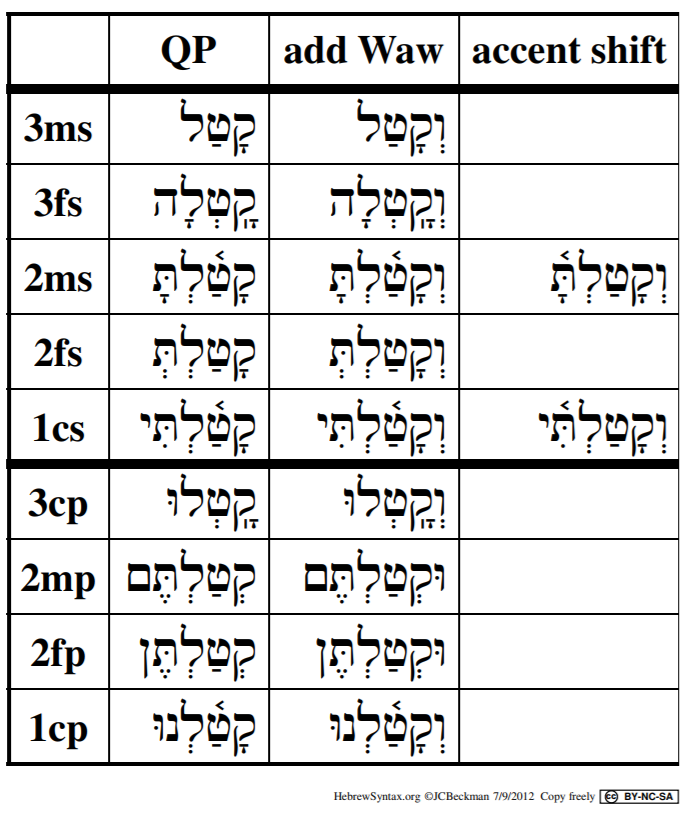 QP add Waw accent shift
3ms קָטַל וְקָטַל
3fs קָֽטְלָה וְקָֽטְלָה
2ms קָטַ֫לְתָּ וְקָטַ֫לְתָּ וְקָטַלְתָּ֫
2fs קָטַלְתְּ וְקָטַלְתְּ
1cs קָטַ֫לְתִּי וְקָטַ֫לְתִּי וְקָטַלְתִּ֫י
3cp קָֽטְלוּ וְקָֽטְלוּ
2mp קְטַלְתֶּם וּקְטַלְתֶּם
2fp קְטַלְתֶּן וּקְטַלְתֶּן
1cp קָטַ֫לְנוּ וְקָטַ֫לְנוּ
HebrewSyntax.org ©JCBeckman 7/9/2012 Copy freely cc BY-NC-SA